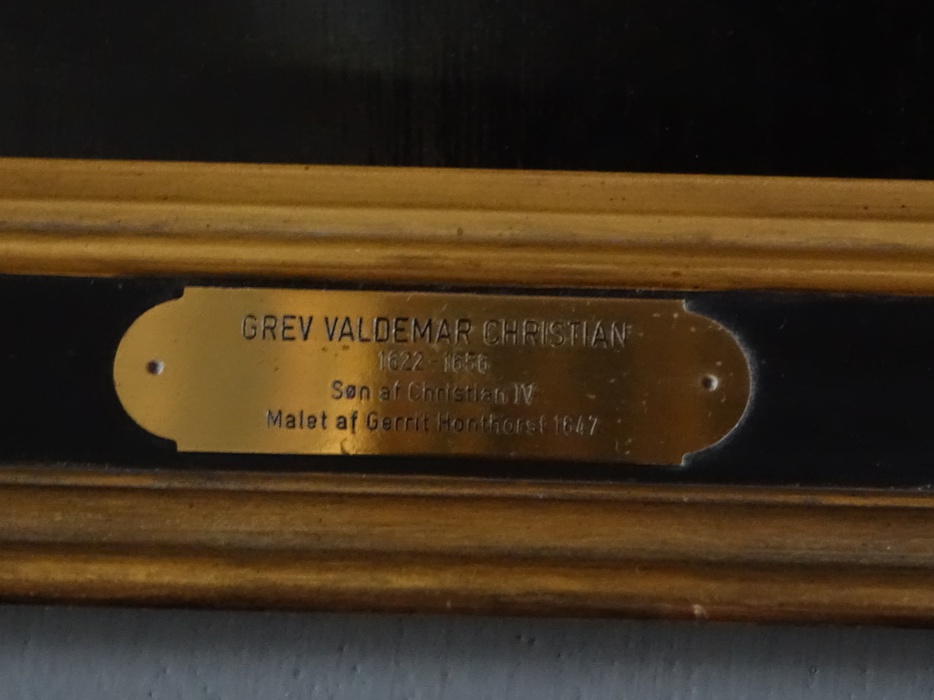 GREV VALDEMAR CHRISTIAN
1622-1656
Søn af Christian IV
Malet af Gerrit Honthorst 1647